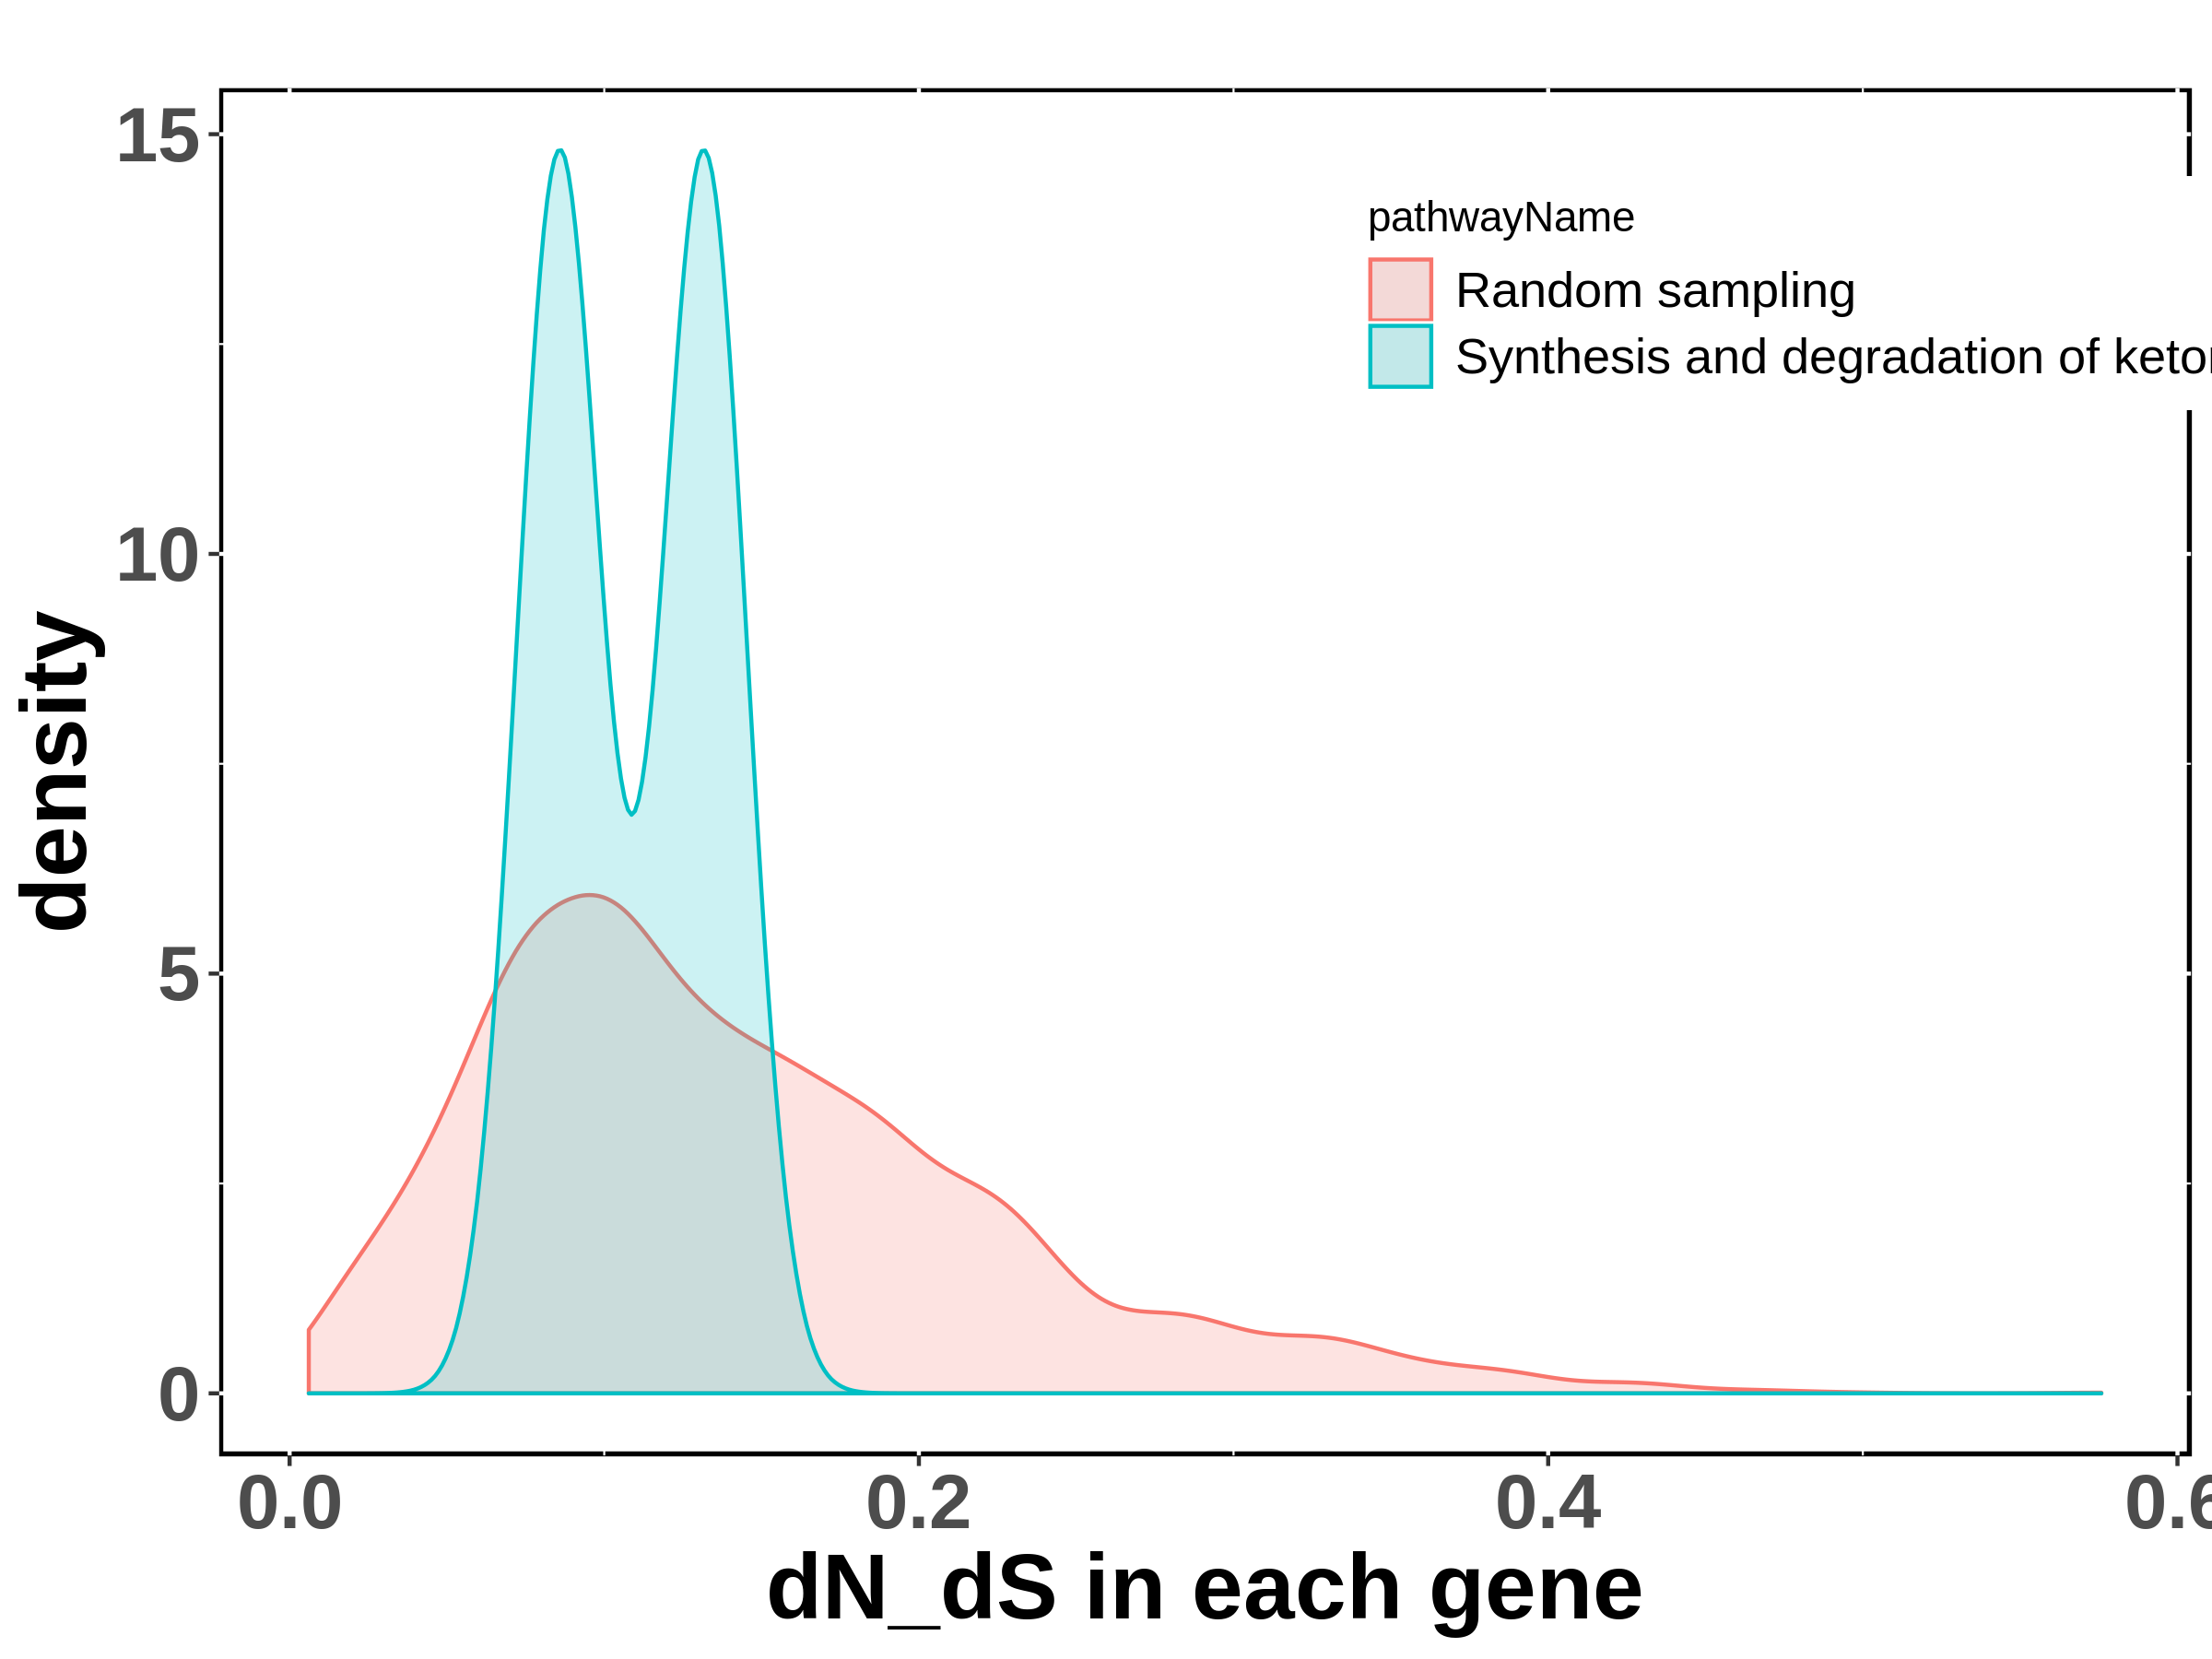 15
10
5
0
density
pathwayName
Random sampling
Synthesis and degradation of
0.0 0.2 0.4
dN_dS in each gene